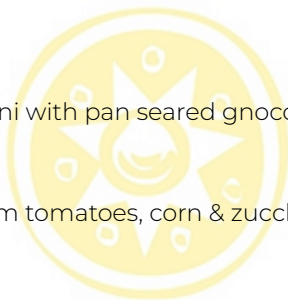 ni with pan seared gnocc
m tomatoes, corn & zucch